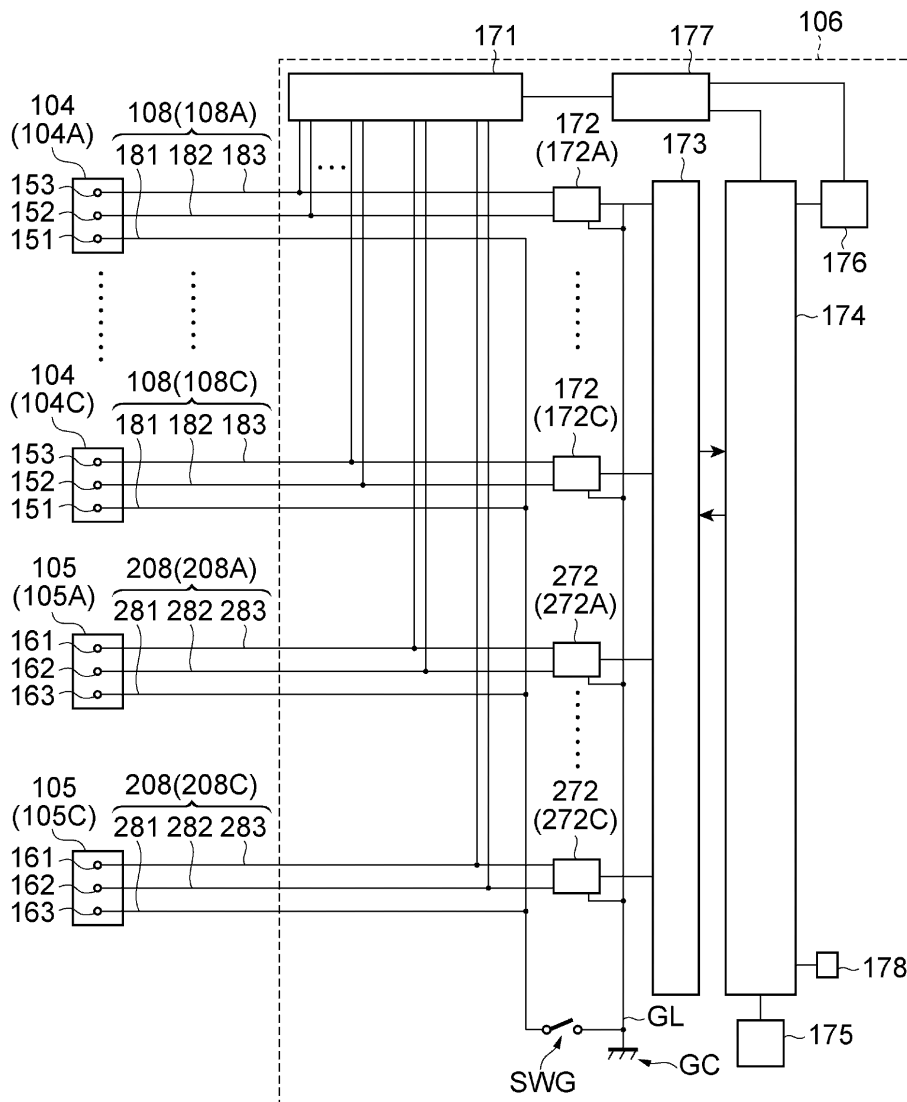 106
171
177
104
(104A)
108(108A)
181 182 183
172
(172A)
173
153
152
151
176
174
104
(104C)
108(108C)
181 182 183
172
(172C)
153
152
151
105
(105A)
208(208A)
281 282 283
272
(272A)
161
162
163
105
(105C)
208(208C)
281 282 283
272
(272C)
161
162
163
178
GL
175
SWG
GC